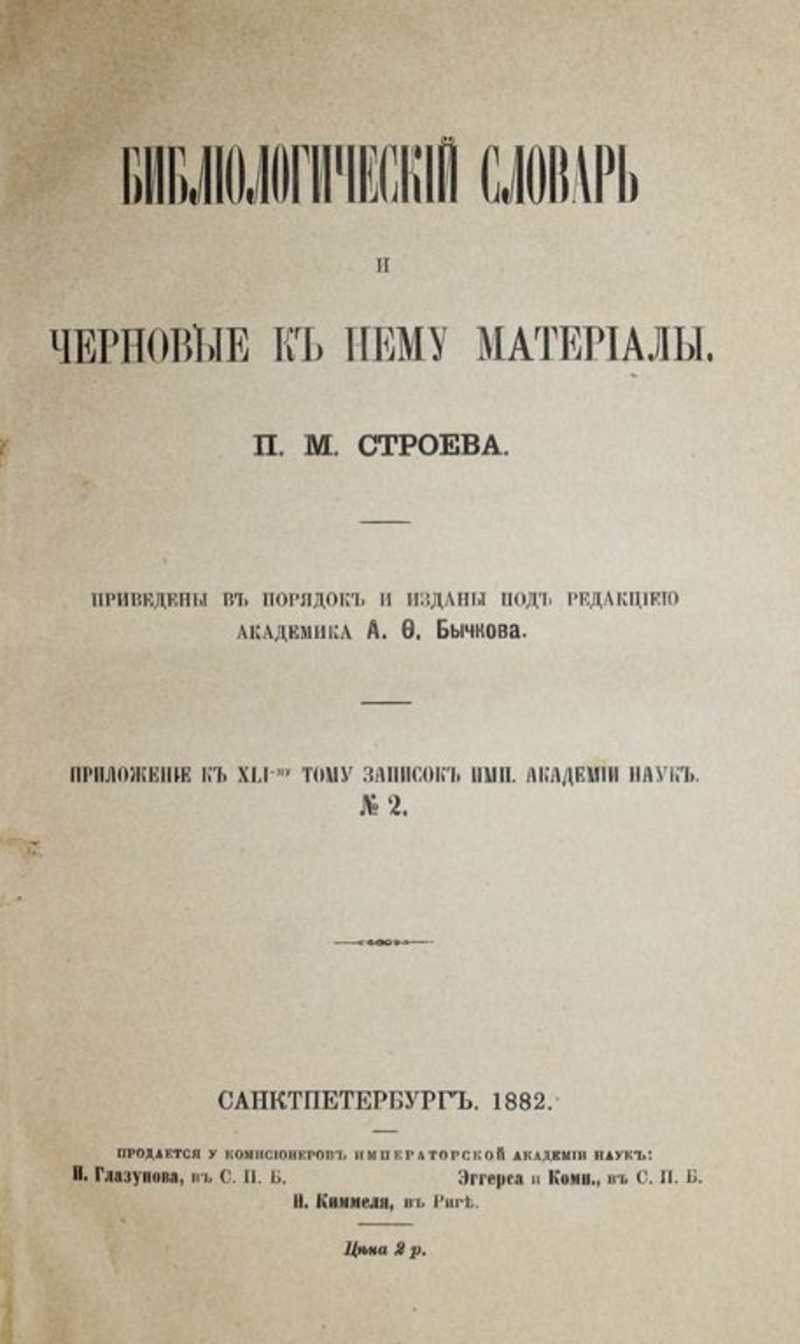 БИБЛІОЛОГИЧЕСКІЙ СЛОВАРЬ
И
ЧЕРНОВЫЕ КЪ НЕМУ МАТЕРІАЛЫ.
П. М. СТРОЕВА.
ПРИВЕДЕНЫ ВЪ ПОРЯДОКЪ И ИЗДАНЫ ПОДЪ РЕДАКЦІЕЮ
АКАДЕМИКА А. Ѳ. Бычкова.
ПРИЛОЖЕНІЕ КЪ XLI-му ТОМУ ЗАПИСОКЪ ИМП. АКАДЕМІИ НАУКЪ.
№ 2.
САНКТПЕТЕРБУРГЪ. 1882.
ПРОДАЕТСЯ У КОМИСІОНЕРОВЪ ИМПЕРАТОРСКОЙ АКАДЕМІИ НАУКЪ:
И. Глазунова, въ С. П. Б. Эггерса и Комп., въ С. П. Б.
Н. Киммеля, въ Ригѣ.
Цѣна 2 р.